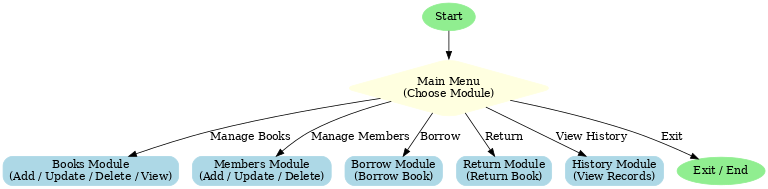 Start
Main Menu
(Choose Module)
Manage Books
Manage Members
Borrow
Return
View History
Exit
Books Module
(Add / Update / Delete / View)
Members Module
(Add / Update / Delete)
Borrow Module
(Borrow Book)
Return Module
(Return Book)
History Module
(View Records)
Exit / End